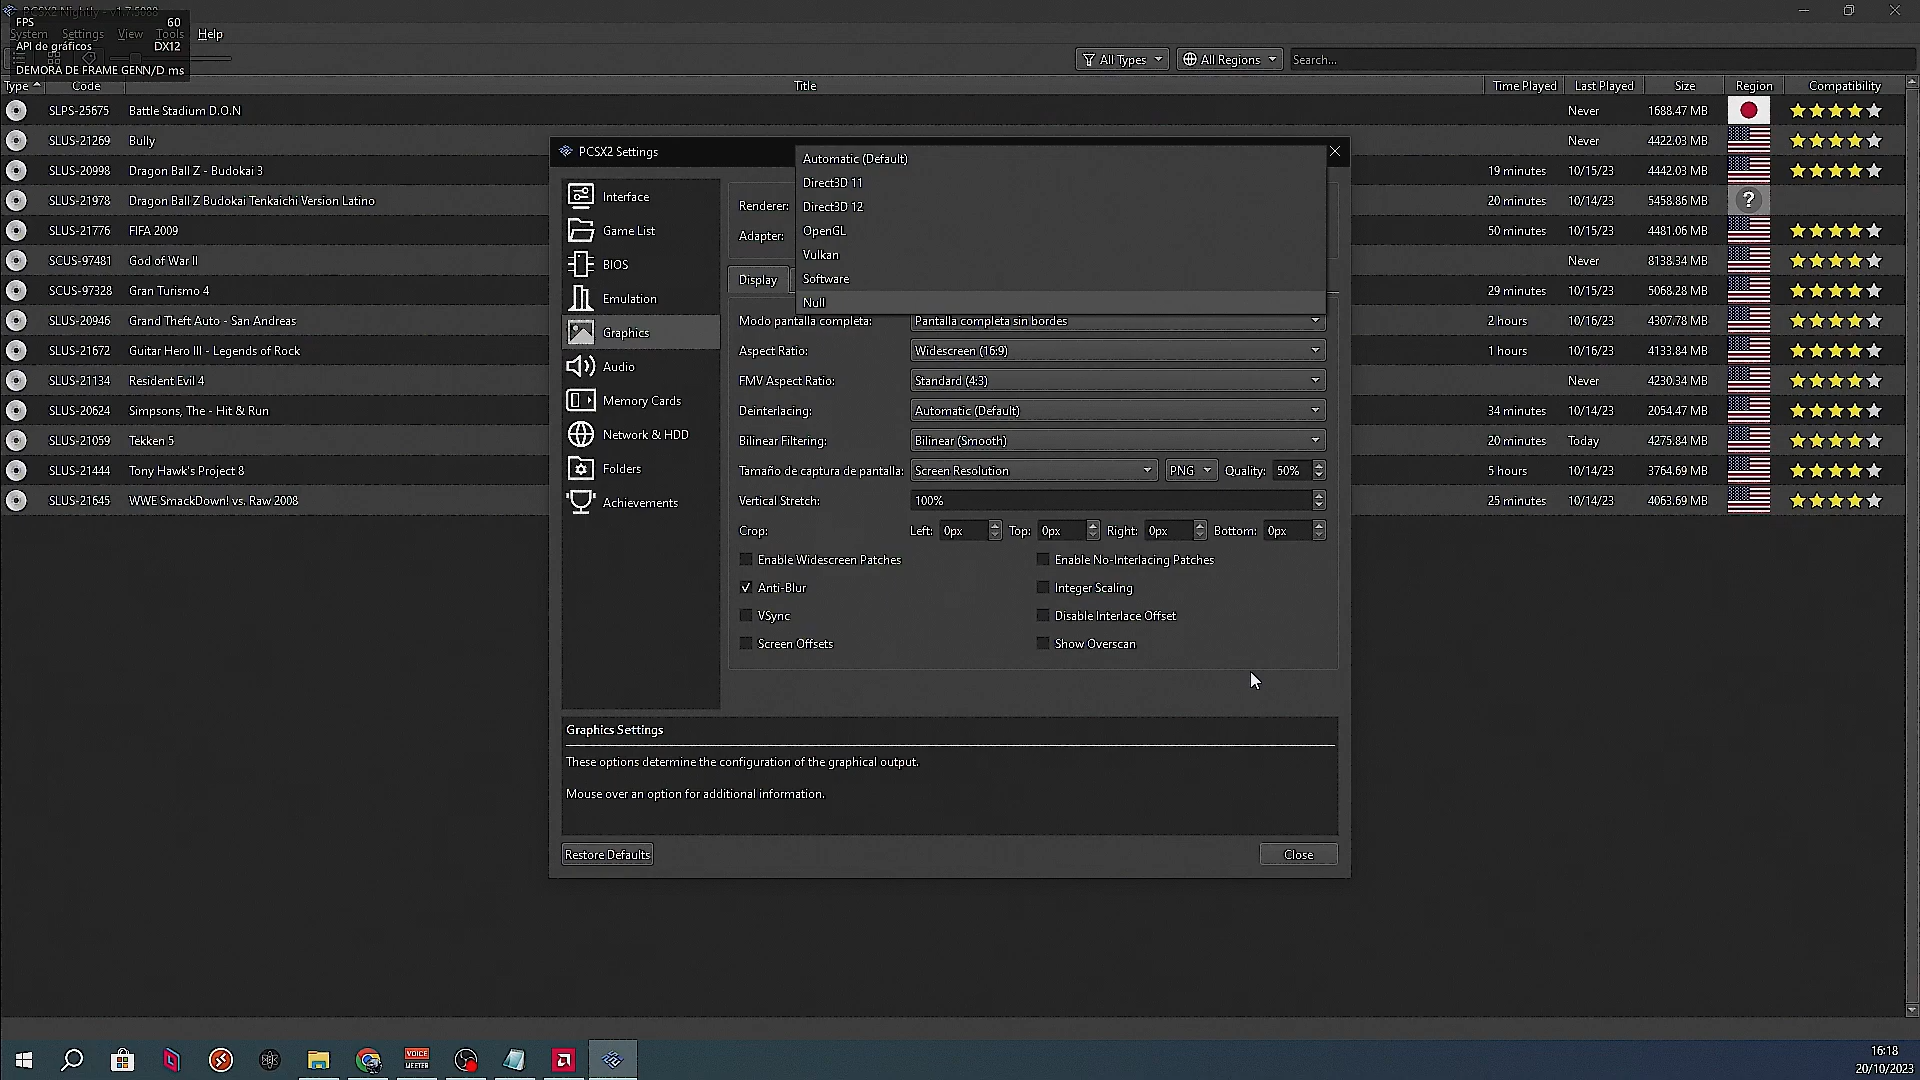 PCSX2 Nightly - v1.7.5088
FPS 60
System Settings View Tools Help
API de gráficos DX12
DEMORA DE FRAME GENN/D ms
All Types All Regions Search...
Type Code Title Time Played Last Played Size Region Compatibility
SLPS-25675 Battle Stadium D.O.N Never 1688.47 MB
SLUS-21269 Bully Never 4422.03 MB
SLUS-20998 Dragon Ball Z - Budokai 3 19 minutes 10/15/23 4442.03 MB
SLUS-21978 Dragon Ball Z Budokai Tenkaichi Version Latino 20 minutes 10/14/23 5458.86 MB ?
SLUS-21776 FIFA 2009 50 minutes 10/15/23 4481.06 MB
SCUS-97481 God of War II Never 8138.34 MB
SCUS-97328 Gran Turismo 4 29 minutes 10/15/23 5068.28 MB
SLUS-20946 Grand Theft Auto - San Andreas 2 hours 10/16/23 4307.78 MB
SLUS-21672 Guitar Hero III - Legends of Rock 1 hours 10/16/23 4133.84 MB
SLUS-21134 Resident Evil 4 Never 4230.34 MB
SLUS-20624 Simpsons, The - Hit & Run 34 minutes 10/14/23 2054.47 MB
SLUS-21059 Tekken 5 20 minutes Today 4275.84 MB
SLUS-21444 Tony Hawk's Project 8 5 hours 10/14/23 3764.69 MB
SLUS-21645 WWE SmackDown! vs. Raw 2008 25 minutes 10/14/23 4063.69 MB
PCSX2 Settings
Interface
Game List
BIOS
Emulation
Graphics
Audio
Memory Cards
Network & HDD
Folders
Achievements
Renderer:
Adapter:
Automatic (Default)
Direct3D 11
Direct3D 12
OpenGL
Vulkan
Software
Null
Display
Modo pantalla completa: Pantalla completa sin bordes
Aspect Ratio: Widescreen (16:9)
FMV Aspect Ratio: Standard (4:3)
Deinterlacing: Automatic (Default)
Bilinear Filtering: Bilinear (Smooth)
Tamaño de captura de pantalla: Screen Resolution PNG Quality: 50%
Vertical Stretch: 100%
Crop: Left: 0px Top: 0px Right: 0px Bottom: 0px
Enable Widescreen Patches Enable No-Interlacing Patches
Anti-Blur Integer Scaling
VSync Disable Interlace Offset
Screen Offsets Show Overscan
Graphics Settings
These options determine the configuration of the graphical output.
Mouse over an option for additional information.
Restore Defaults Close
VOICE
MEETER
16:18
20/10/2023